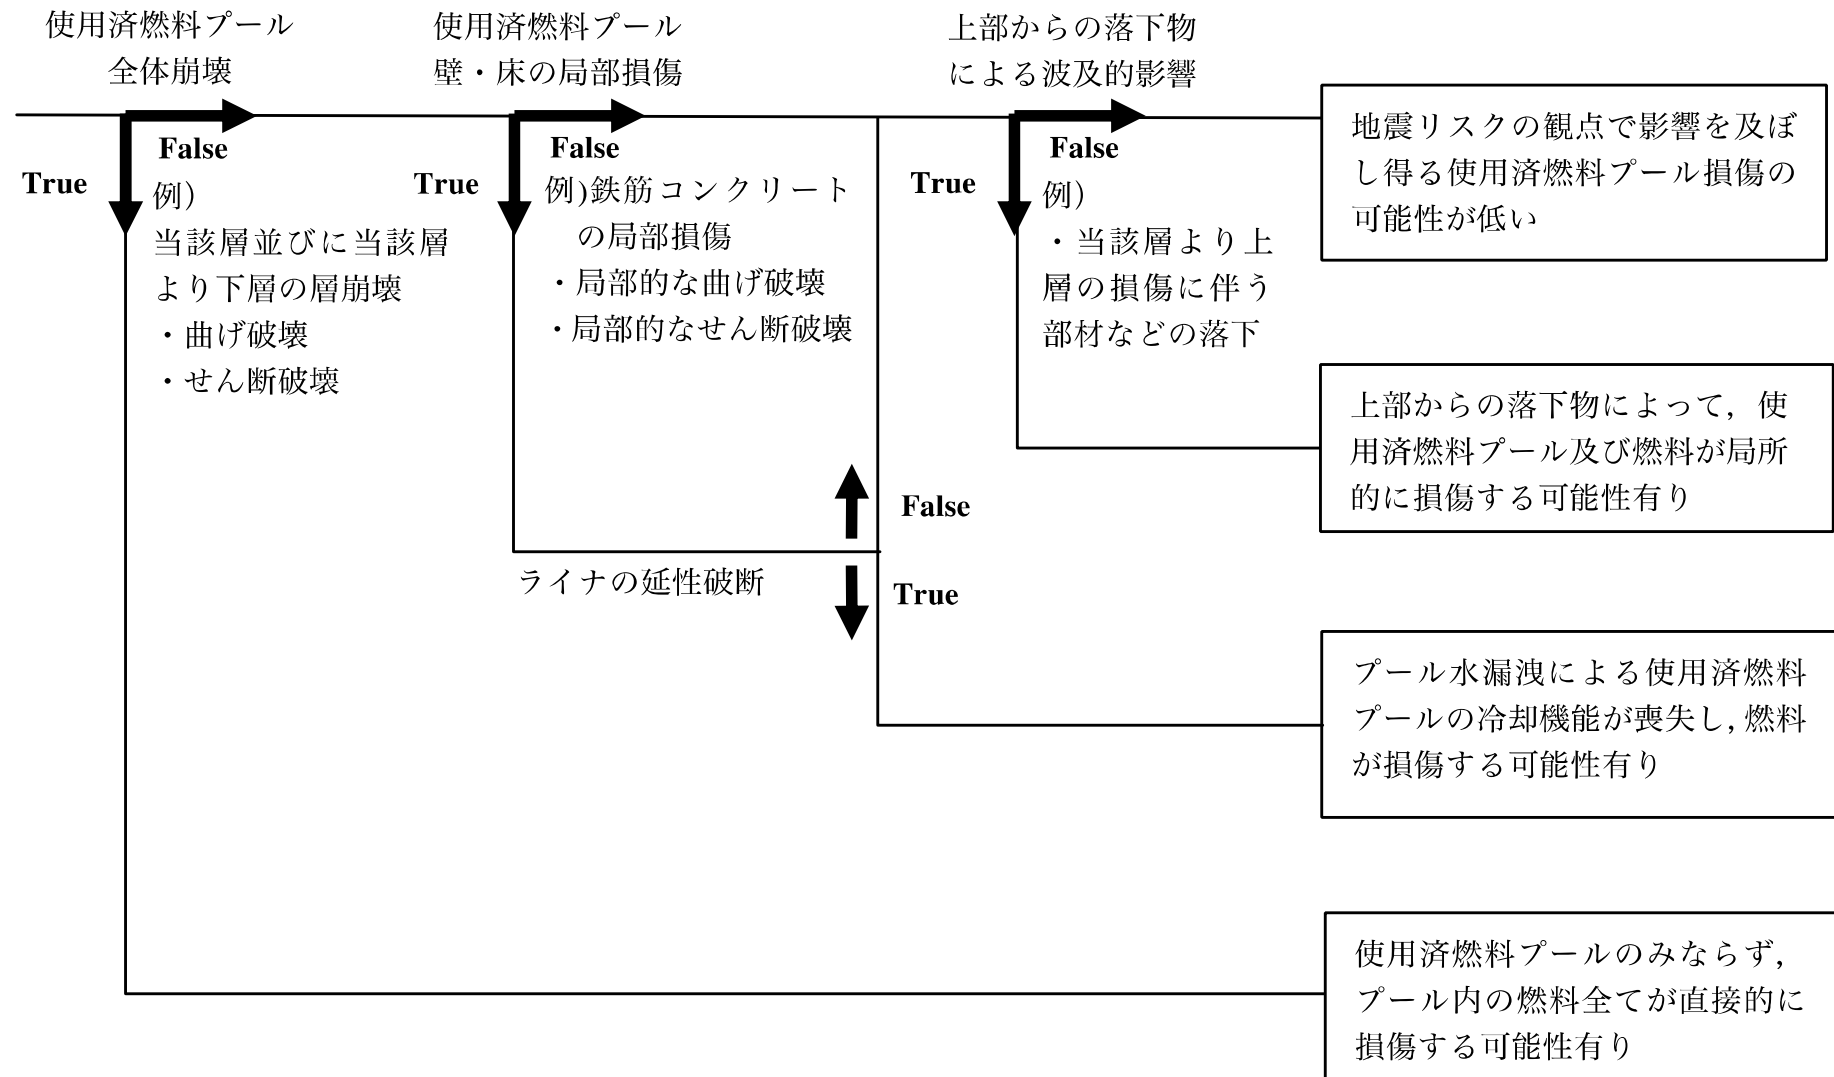 使用済燃料プール
全体崩壊
使用済燃料プール
壁・床の局部損傷
上部からの落下物
による波及的影響
False
True
例）
当該層並びに当該層
より下層の層崩壊
・曲げ破壊
・せん断破壊
False
True
例)鉄筋コンクリート
の局部損傷
・局部的な曲げ破壊
・局部的なせん断破壊
False
True
例）
・当該層より上
層の損傷に伴う
部材などの落下
False
True
ライナの延性破断
地震リスクの観点で影響を及ぼ
し得る使用済燃料プール損傷の
可能性が低い
上部からの落下物によって，使
用済燃料プール及び燃料が局所
的に損傷する可能性有り
プール水漏洩による使用済燃料
プールの冷却機能が喪失し，燃料
が損傷する可能性有り
使用済燃料プールのみならず，
プール内の燃料全てが直接的に
損傷する可能性有り